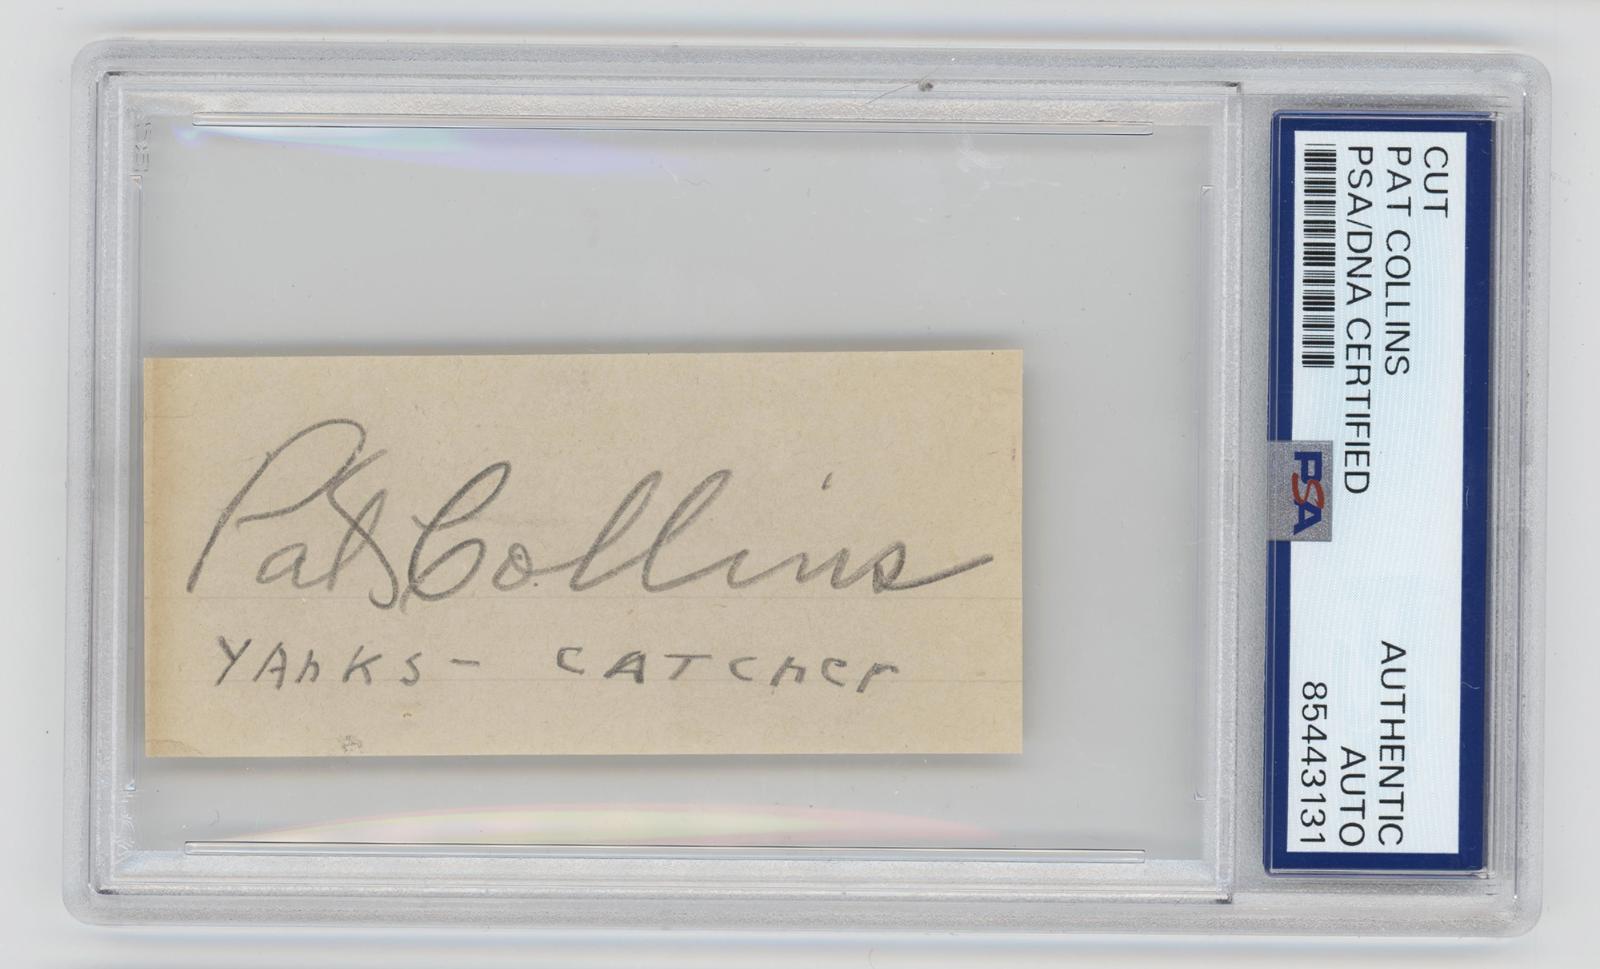 Pat Collins
YAnKS - CATCher
CUT
PAT COLLINS
PSA/DNA CERTIFIED
PSA
AUTHENTIC
AUTO
85443131